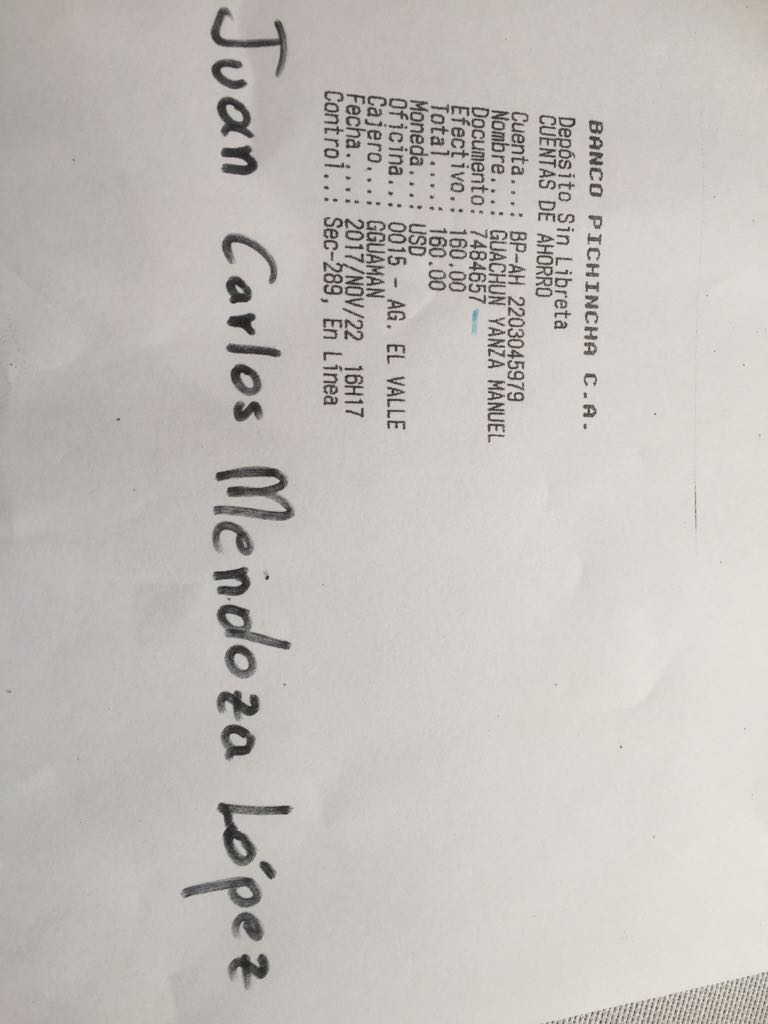 BANCO PICHINCHA C.A.
Depósito Sin Libreta
CUENTAS DE AHORRO
Cuenta...: BP-AH 2203045979
Nombre...: GUACHUN YANZA MANUEL
Documento: 7484657
Efectivo.: 160.00
Total....: 160.00
Moneda...: USD
Oficina..: 0015 - AG. EL VALLE
Cajero...: GGUAMAN
Fecha....: 2017/NOV/22 16H17
Control..: Sec-289, En Línea
Juan Carlos Mendoza López